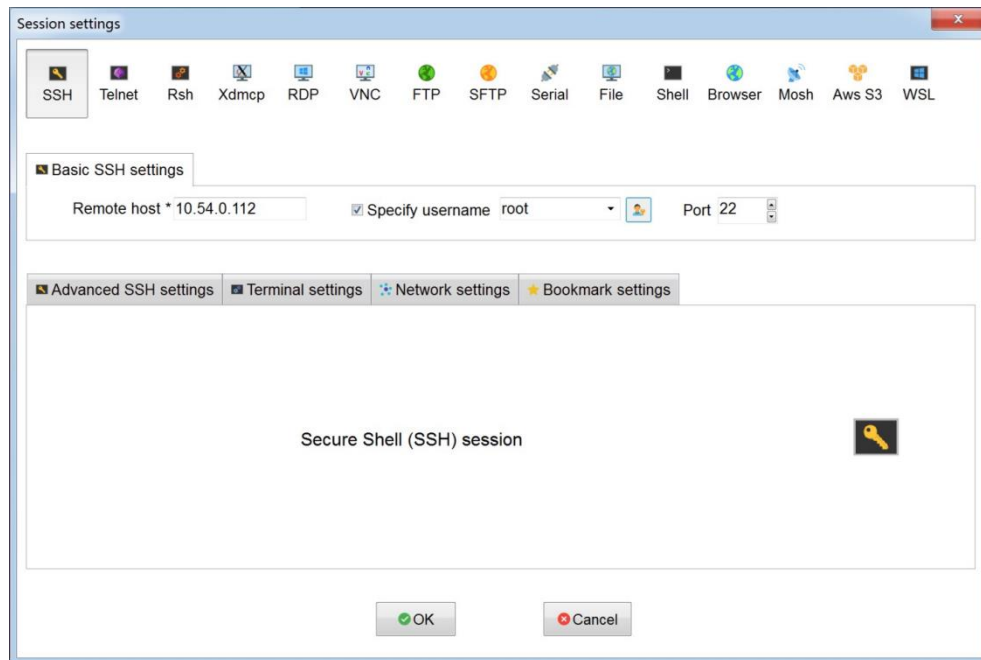 Session settings
x
SSH Telnet Rsh Xdmcp RDP VNC FTP SFTP Serial File Shell Browser Mosh Aws S3 WSL
Basic SSH settings
Remote host * 10.54.0.112 Specify username root Port 22
Advanced SSH settings Terminal settings Network settings Bookmark settings
Secure Shell (SSH) session
OK Cancel